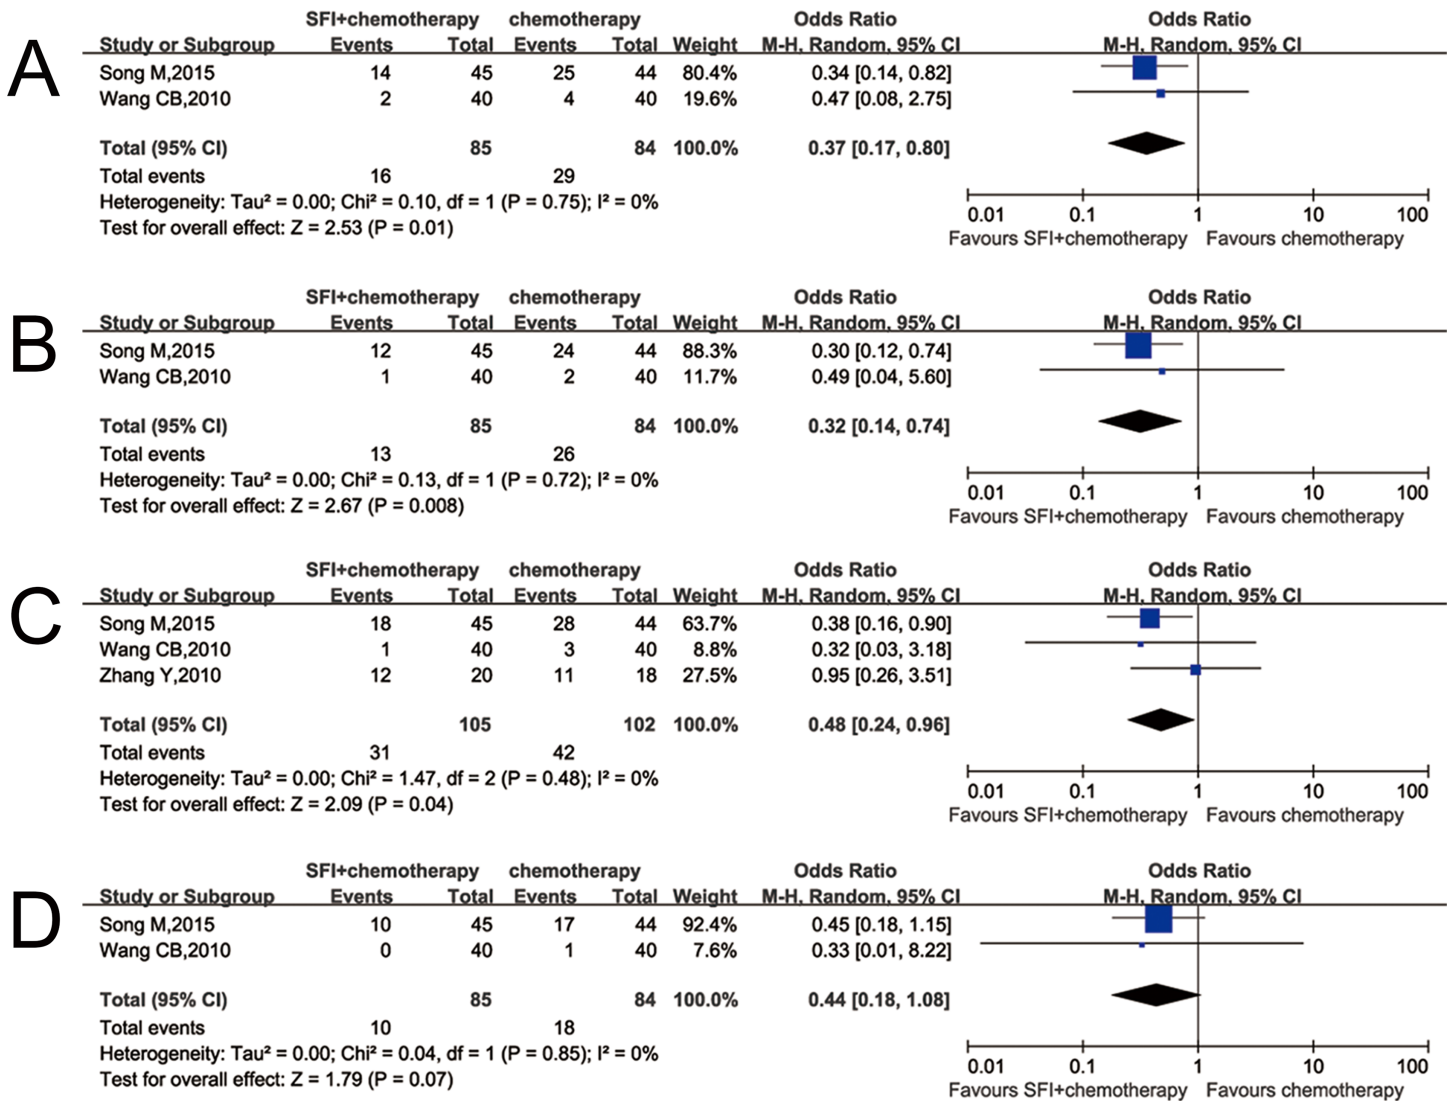 A
SFI+chemotherapy chemotherapy Odds Ratio Odds Ratio
Study or Subgroup Events Total Events Total Weight M-H, Random, 95% CI M-H, Random, 95% CI
Song M,2015 14 45 25 44 80.4% 0.34 [0.14, 0.82]
Wang CB,2010 2 40 4 40 19.6% 0.47 [0.08, 2.75]
Total (95% CI) 85 84 100.0% 0.37 [0.17, 0.80]
Total events 16 29
Heterogeneity: Tau² = 0.00; Chi² = 0.10, df = 1 (P = 0.75); I² = 0%
Test for overall effect: Z = 2.53 (P = 0.01)
0.01 0.1 1 10 100
Favours SFI+chemotherapy Favours chemotherapy
B
SFI+chemotherapy chemotherapy Odds Ratio Odds Ratio
Study or Subgroup Events Total Events Total Weight M-H, Random, 95% CI M-H, Random, 95% CI
Song M,2015 12 45 24 44 88.3% 0.30 [0.12, 0.74]
Wang CB,2010 1 40 2 40 11.7% 0.49 [0.04, 5.60]
Total (95% CI) 85 84 100.0% 0.32 [0.14, 0.74]
Total events 13 26
Heterogeneity: Tau² = 0.00; Chi² = 0.13, df = 1 (P = 0.72); I² = 0%
Test for overall effect: Z = 2.67 (P = 0.008)
0.01 0.1 1 10 100
Favours SFI+chemotherapy Favours chemotherapy
C
SFI+chemotherapy chemotherapy Odds Ratio Odds Ratio
Study or Subgroup Events Total Events Total Weight M-H, Random, 95% CI M-H, Random, 95% CI
Song M,2015 18 45 28 44 63.7% 0.38 [0.16, 0.90]
Wang CB,2010 1 40 3 40 8.8% 0.32 [0.03, 3.18]
Zhang Y,2010 12 20 11 18 27.5% 0.95 [0.26, 3.51]
Total (95% CI) 105 102 100.0% 0.48 [0.24, 0.96]
Total events 31 42
Heterogeneity: Tau² = 0.00; Chi² = 1.47, df = 2 (P = 0.48); I² = 0%
Test for overall effect: Z = 2.09 (P = 0.04)
0.01 0.1 1 10 100
Favours SFI+chemotherapy Favours chemotherapy
D
SFI+chemotherapy chemotherapy Odds Ratio Odds Ratio
Study or Subgroup Events Total Events Total Weight M-H, Random, 95% CI M-H, Random, 95% CI
Song M,2015 10 45 17 44 92.4% 0.45 [0.18, 1.15]
Wang CB,2010 0 40 1 40 7.6% 0.33 [0.01, 8.22]
Total (95% CI) 85 84 100.0% 0.44 [0.18, 1.08]
Total events 10 18
Heterogeneity: Tau² = 0.00; Chi² = 0.04, df = 1 (P = 0.85); I² = 0%
Test for overall effect: Z = 1.79 (P = 0.07)
0.01 0.1 1 10 100
Favours SFI+chemotherapy Favours chemotherapy